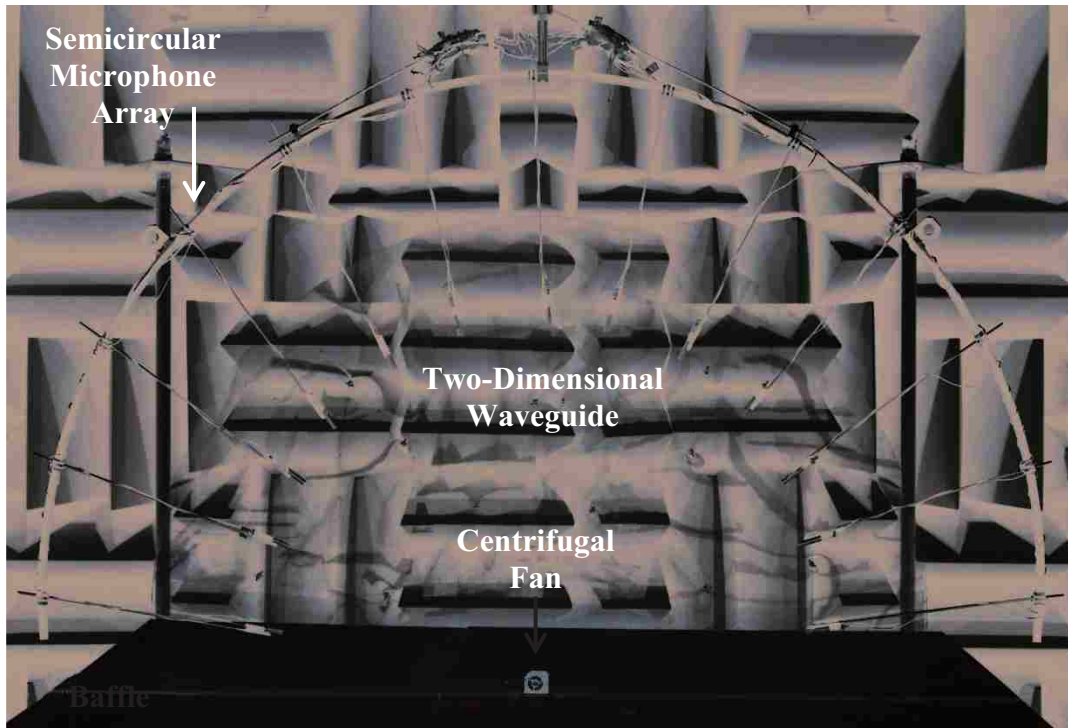 Semicircular
Microphone
Array
Two-Dimensional
Waveguide
Centrifugal
Fan
Baffle